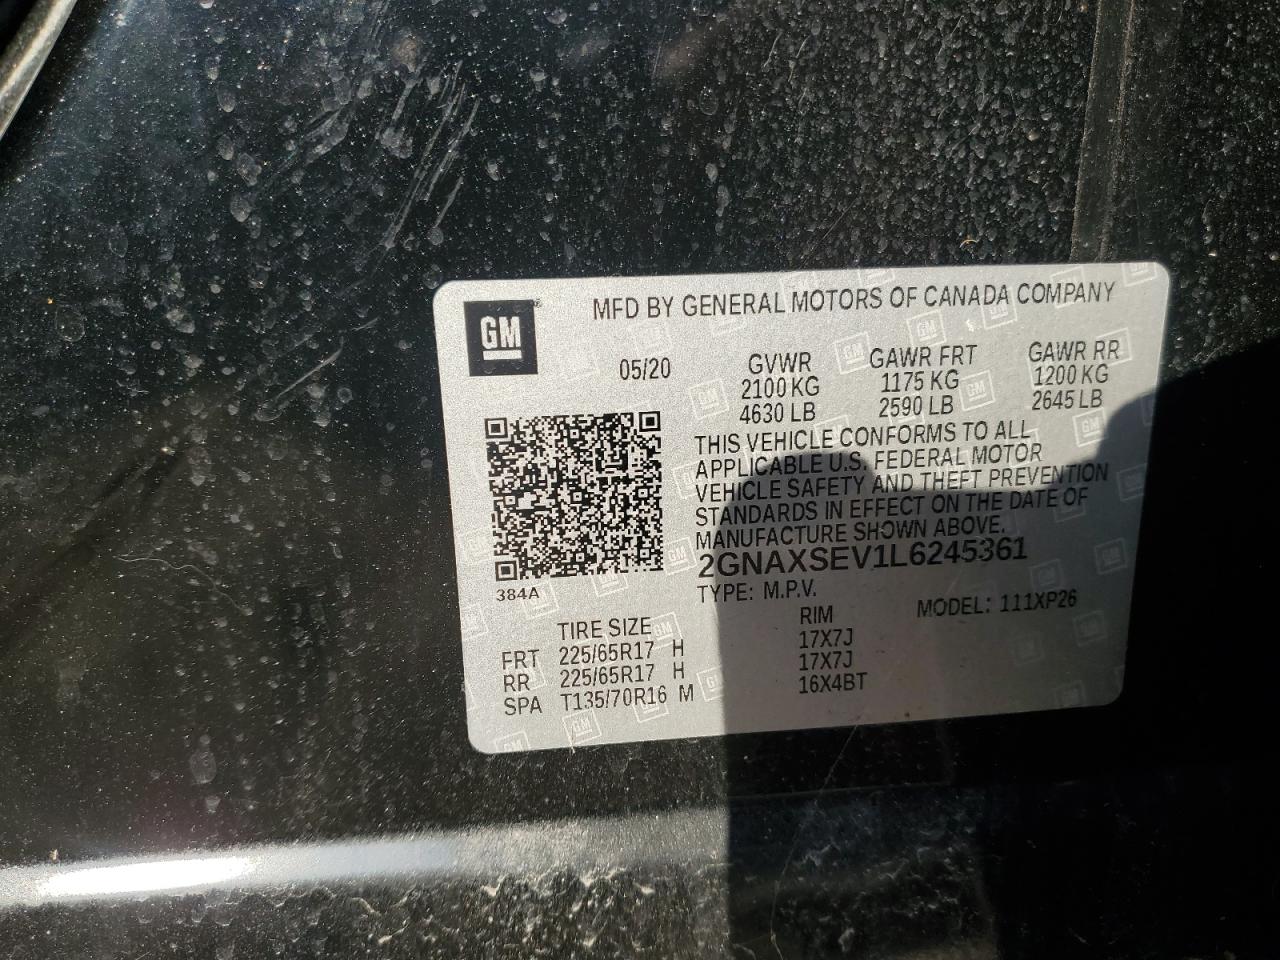 GM
MFD BY GENERAL MOTORS OF CANADA COMPANY
05/20 GVWR GAWR FRT GAWR RR
2100 KG 1175 KG 1200 KG
4630 LB 2590 LB 2645 LB
THIS VEHICLE CONFORMS TO ALL
APPLICABLE U.S. FEDERAL MOTOR
VEHICLE SAFETY AND THEFT PREVENTION
STANDARDS IN EFFECT ON THE DATE OF
MANUFACTURE SHOWN ABOVE.
2GNAXSEV1L6245361
384A
TYPE: M.P.V.
MODEL: 111XP26
TIRE SIZE RIM
FRT 225/65R17 H 17X7J
RR 225/65R17 H 17X7J
SPA T135/70R16 M 16X4BT